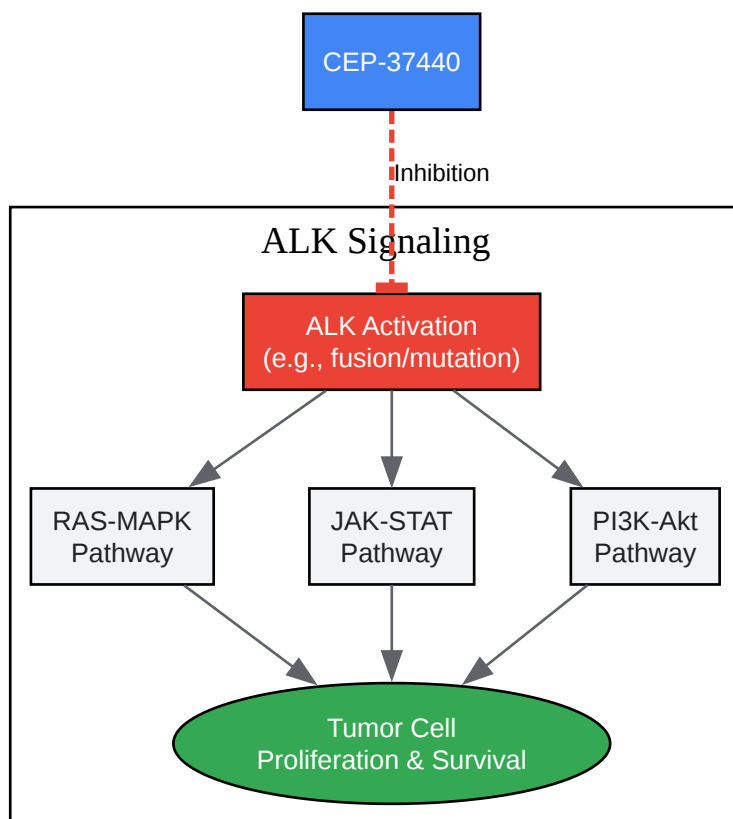 CEP-37440
Inhibition
ALK Signaling
ALK Activation
(e.g., fusion/mutation)
RAS-MAPK
Pathway
JAK-STAT
Pathway
PI3K-Akt
Pathway
Tumor Cell
Proliferation & Survival